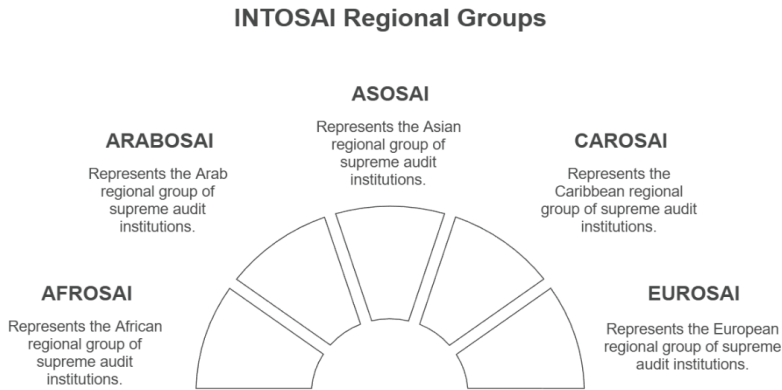 INTOSAI Regional Groups
ASOSAI
Represents the Asian
regional group of
supreme audit
institutions.
ARABOSAI
Represents the Arab
regional group of
supreme audit
institutions.
CAROSAI
Represents the
Caribbean regional
group of supreme audit
institutions.
AFROSAI
Represents the African
regional group of
supreme audit
institutions.
EUROSAI
Represents the European
regional group of supreme
audit institutions.